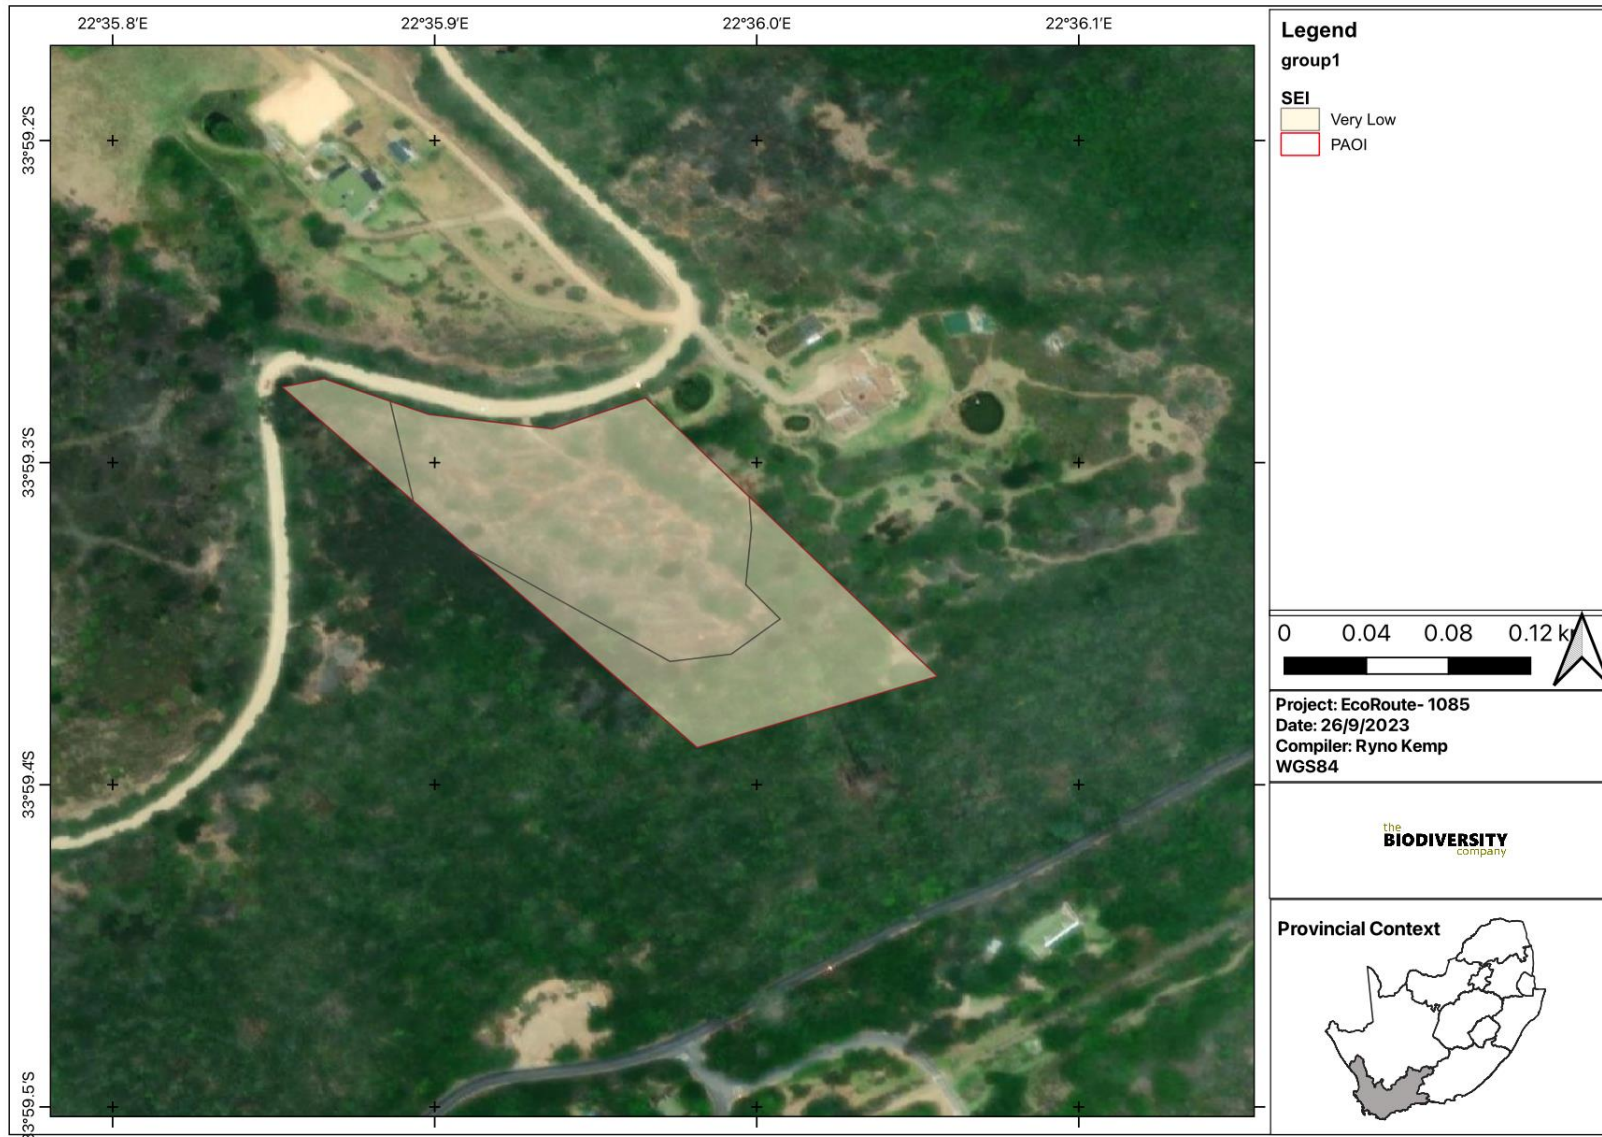 22°35.8'E 22°35.9'E 22°36.0'E 22°36.1'E
33°59.2'S
33°59.3'S
33°59.4'S
33°59.5'S
Legend
group1
SEI
Very Low
PAOI
0 0.04 0.08 0.12
Project: EcoRoute- 1085
Date: 26/9/2023
Compiler: Ryno Kemp
WGS84
the
BIODIVERSITY
company
Provincial Context